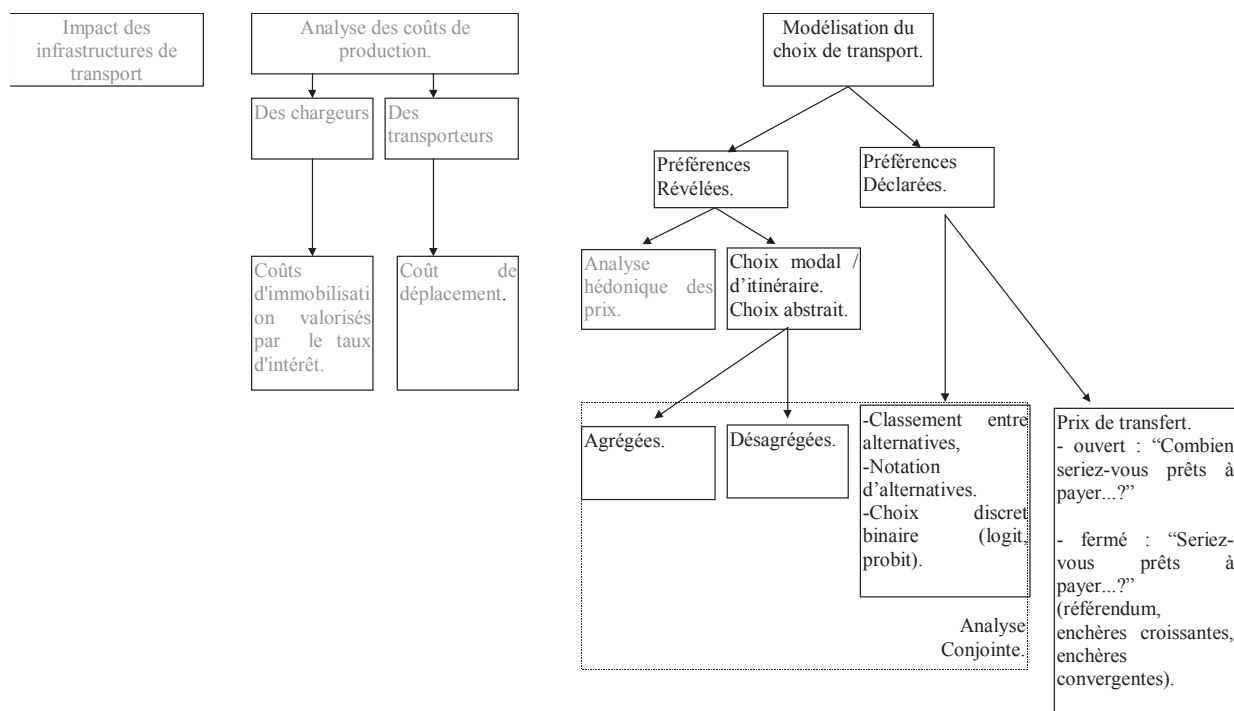 Impact des
infrastructures de
transport
Analyse des coûts de
production.
Modélisation du
choix de transport.
Des chargeurs
Des
transporteurs
Préférences
Révélées.
Préférences
Déclarées.
Coûts
d'immobilisati
on valorisés
par le taux
d'intérêt.
Coût de
déplacement.
Analyse
hédonique des
prix.
Choix modal /
d’itinéraire.
Choix abstrait.
Agrégées.
Désagrégées.
-Classement entre
alternatives,
-Notation
d’alternatives.
-Choix discret
binaire (logit,
probit).
Analyse
Conjointe.
Prix de transfert.
- ouvert : “Combien
seriez-vous prêts à
payer...?”
- fermé : “Seriez-
vous prêts à
payer...?”
(référendum,
enchères croissantes,
enchères
convergentes).